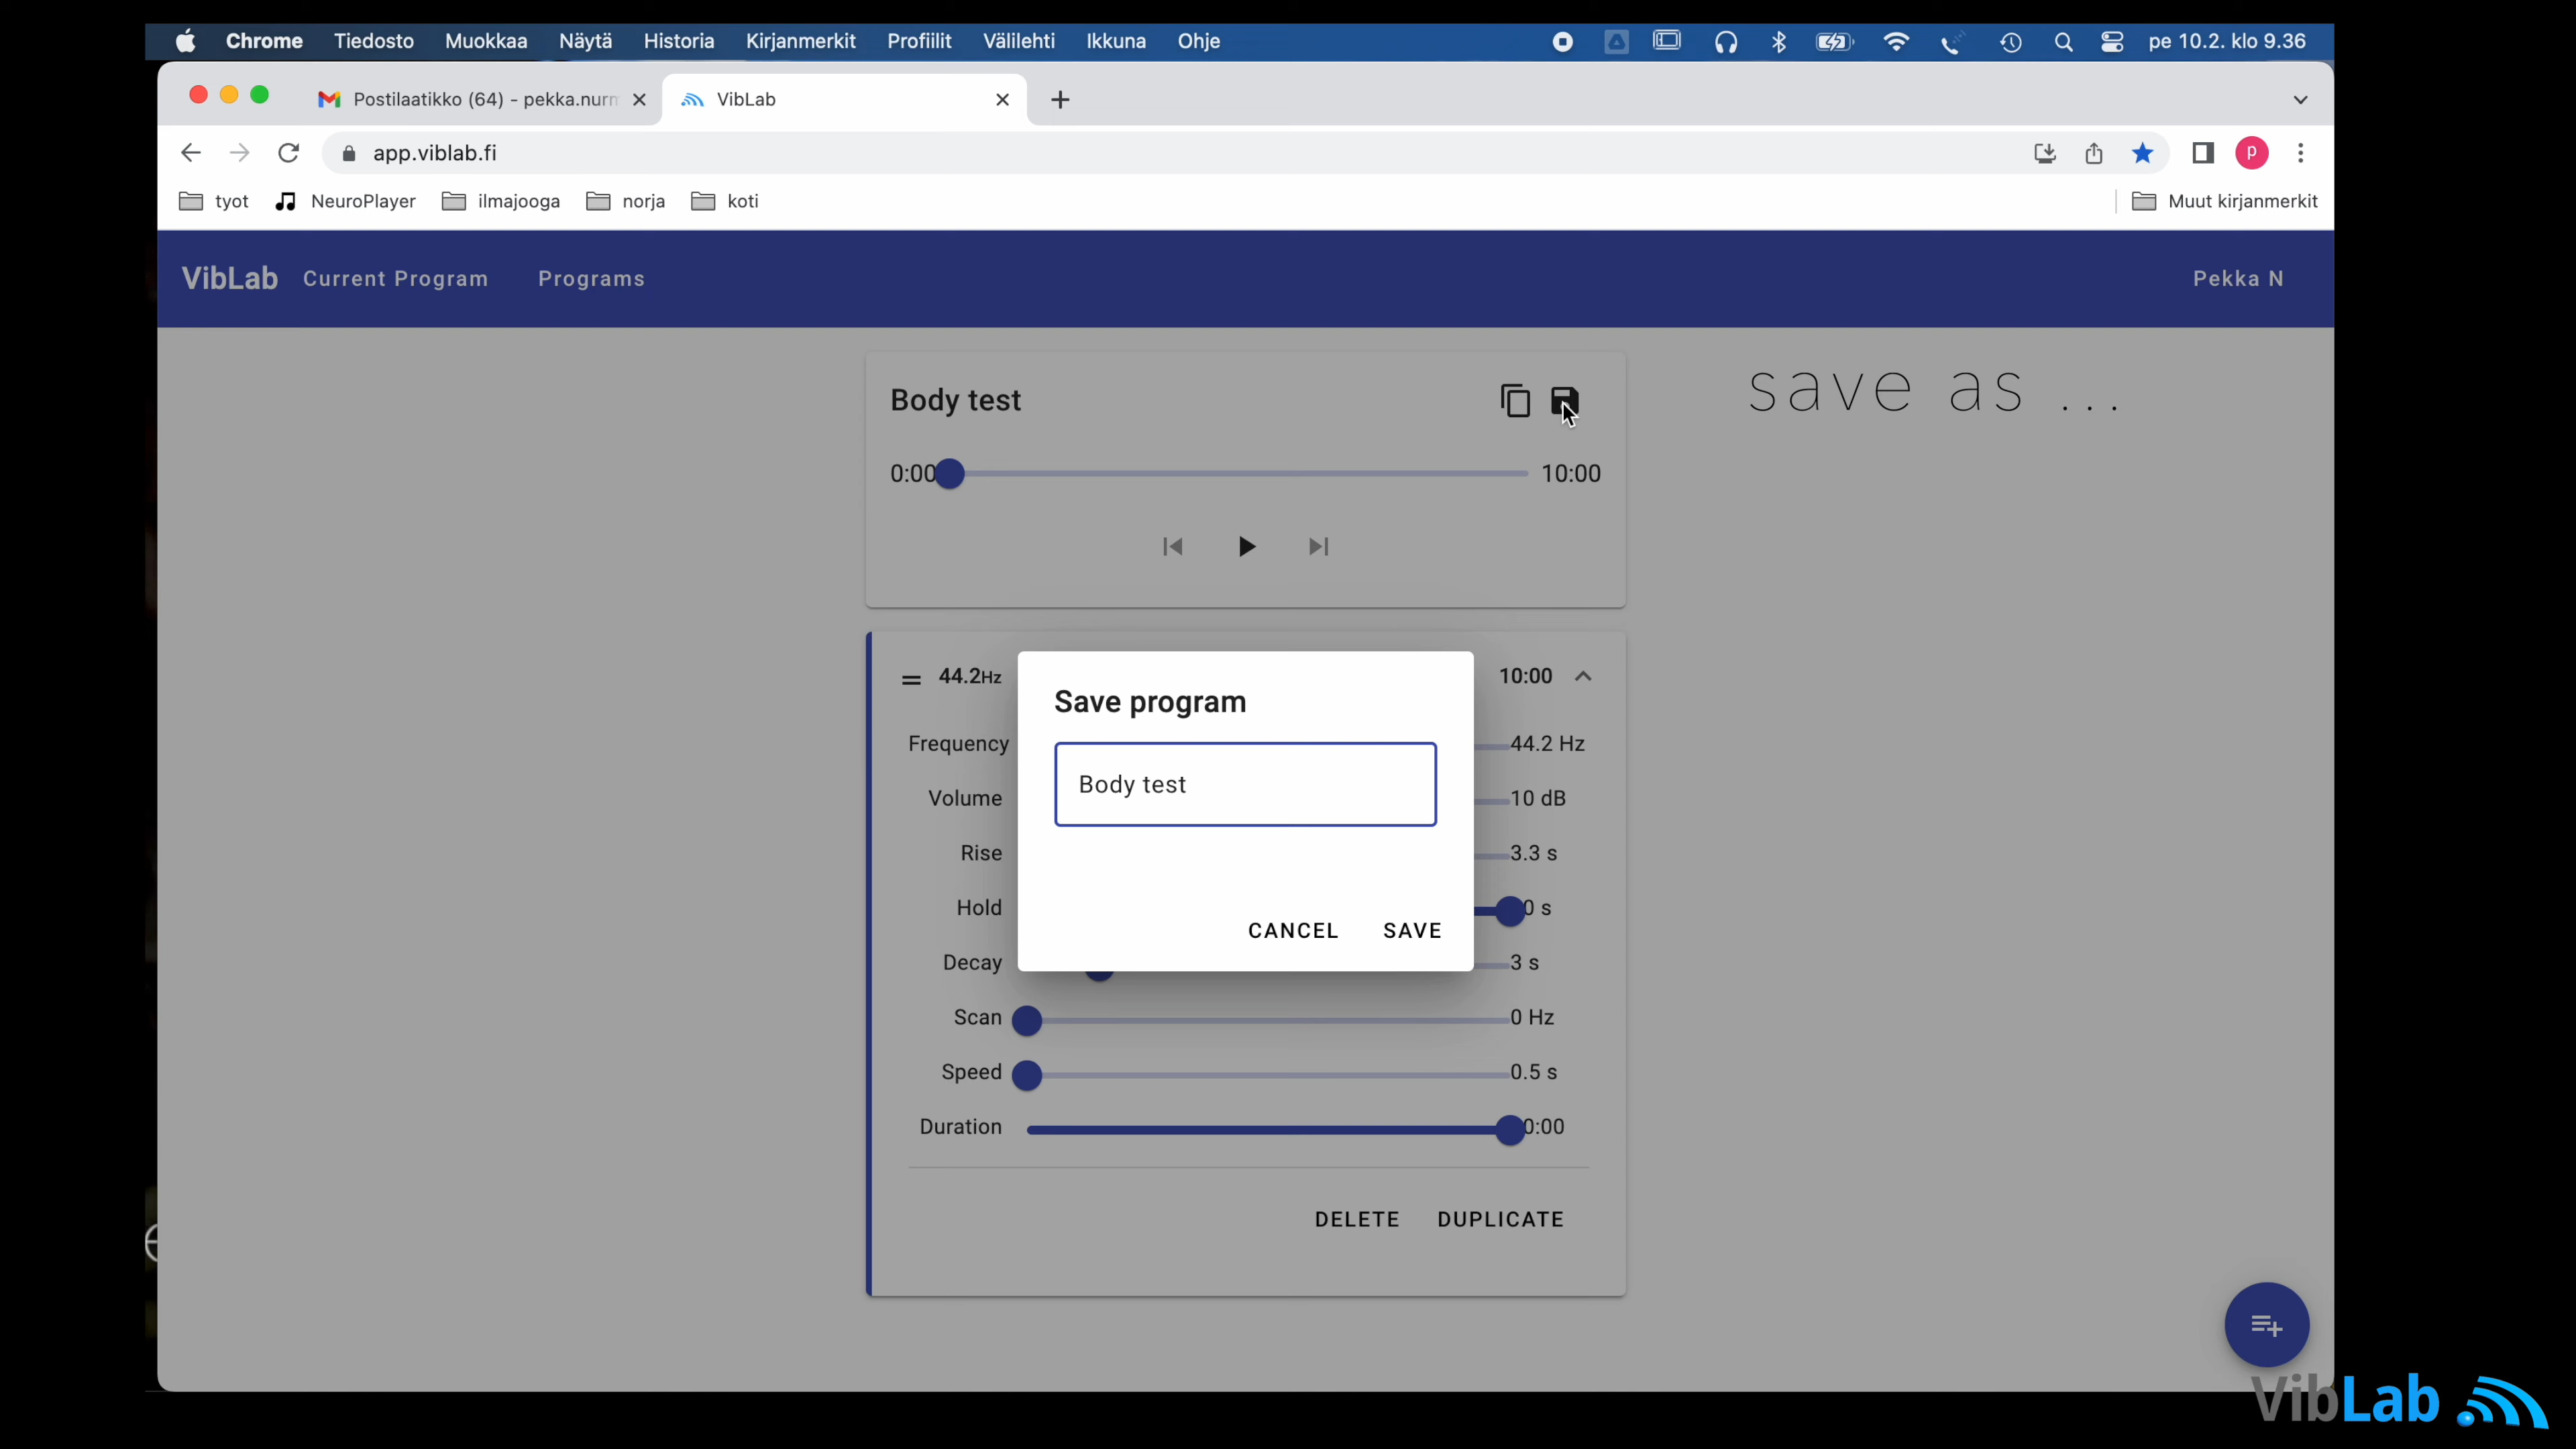 Chrome Tiedosto Muokkaa Näytä Historia Kirjanmerkit Profiilit Välilehti Ikkuna Ohje pe 10.2. klo 9.36
Postilaatikko (64) - pekka.nurm VibLab
app.viblab.fi P
tyot NeuroPlayer ilmajooga norja koti Muut kirjanmerkit
VibLab Current Program Programs Pekka N
Body test
save as ...
0:00 10:00
44.2Hz 10:00
Save program
Frequency 44.2 Hz
Body test
Volume 10 dB
Rise 3.3 s
Hold 0 s
CANCEL SAVE
Decay 3 s
Scan 0 Hz
Speed 0.5 s
Duration 0:00
DELETE DUPLICATE
VibLab